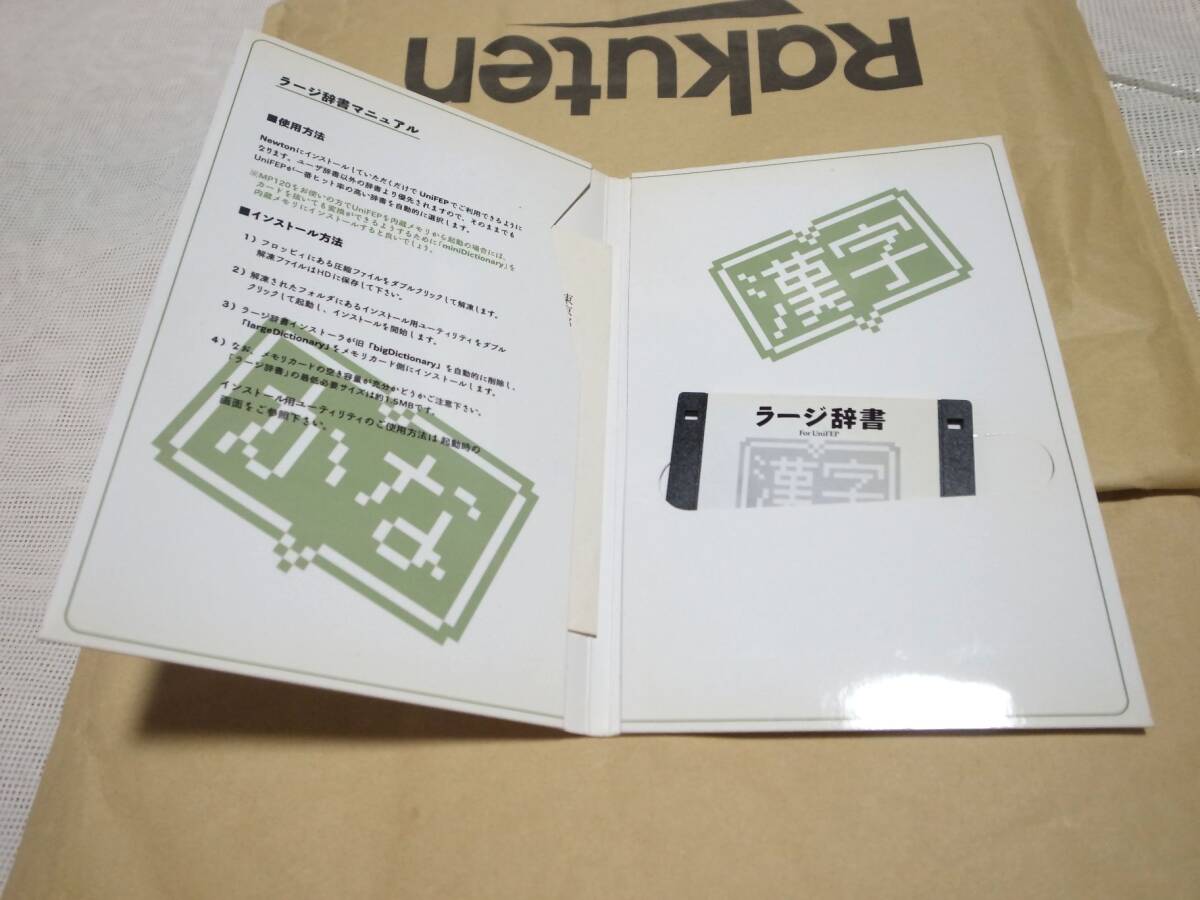 Rakuten
ラージ辞書マニュアル
■使用方法
Newtonにインストールしていただくだけで UniFEP でご利用できるように
なります。ユーザ辞書以外の辞書より優先されますので、そのままでも
UniFEPが一番ヒット率の高い辞書を自動的に選択します。
※MP120をお使いの方でUniFEPを内蔵メモリから起動の場合には、
カードを抜いても変換ができるようするために「miniDictionary」を
内蔵メモリにインストールすると良いでしょう。
■インストール方法
1）フロッピィにある圧縮ファイルをダブルクリックして解凍します。
解凍ファイルはHDに保存して下さい。
2）解凍されたフォルダにあるインストール用ユーティリティをダブル
クリックして起動し、インストールを開始します。
3）ラージ辞書インストーラが旧「bigDictionary」を自動的に削除し、
「largeDictionary」をメモリカード側にインストールします。
4）なお、メモリカードの空き容量が充分かどうかご注意下さい。
「ラージ辞書」の最低必要サイズは約1.5MBです。
インストール用ユーティリティのご使用方法は 起動時の
画面をご参照下さい。
かな
東京
漢字
ラージ辞書
For UniFEP
漢字